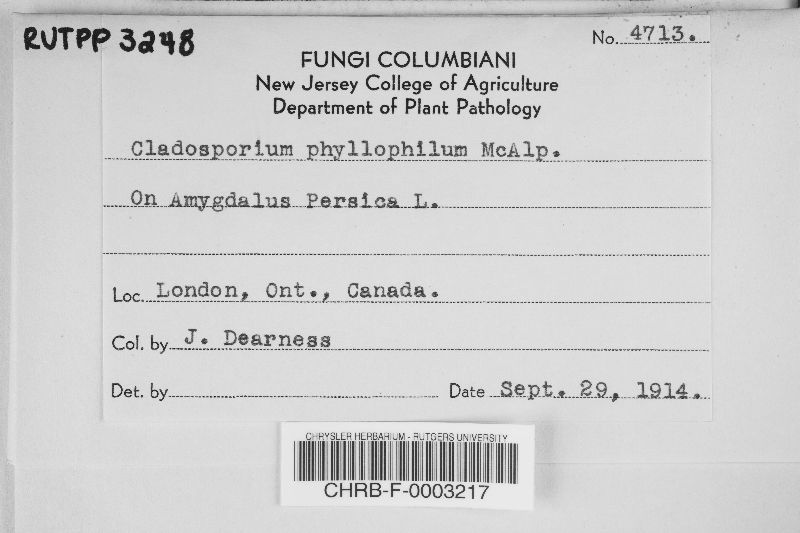 RUTPP 3248
No. 4713.
FUNGI COLUMBIANI
New Jersey College of Agriculture
Department of Plant Pathology
Cladosporium phyllophilum McAlp.
On Amygdalus Persica L.
Loc. London, Ont., Canada.
Col. by J. Dearness
Det. by Date Sept. 29, 1914.
CHRYSLER HERBARIUM - RUTGERS UNIVERSITY
CHRB-F-0003217